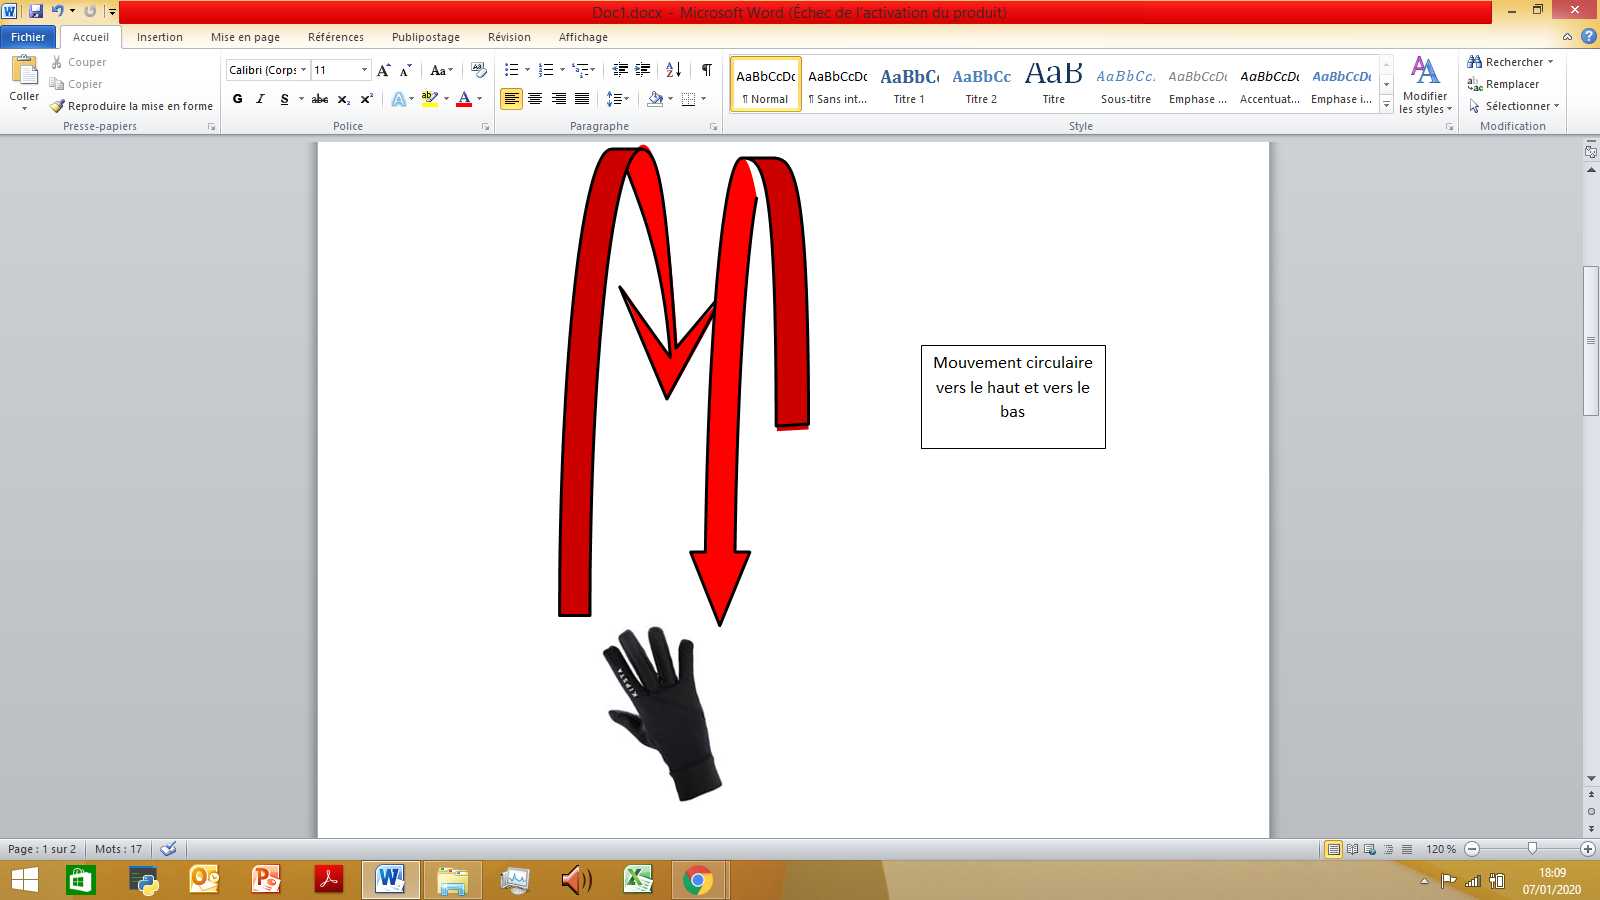 Doc1.docx - Microsoft Word (Échec de l'activation du produit)
Fichier Accueil Insertion Mise en page Références Publipostage Révision Affichage
Coller
Couper
Copier
Reproduire la mise en forme
Presse-papiers
Calibri (Corps 11
G I S abc x₂ x²
Police
Paragraphe
AaBbCcDc AaBbCcDc AaBbCc AaBbCc AaB AaBbCc. AaBbCcDc AaBbCcDc AaBbCcDc
¶ Normal ¶ Sans int... Titre 1 Titre 2 Titre Sous-titre Emphase ... Accentuat... Emphase i...
Style
Modifier
les styles
Rechercher
Remplacer
Sélectionner
Modification
Mouvement circulaire
vers le haut et vers le
bas
KIPSTA
Page : 1 sur 2 Mots : 17
120 %
18:09
07/01/2020